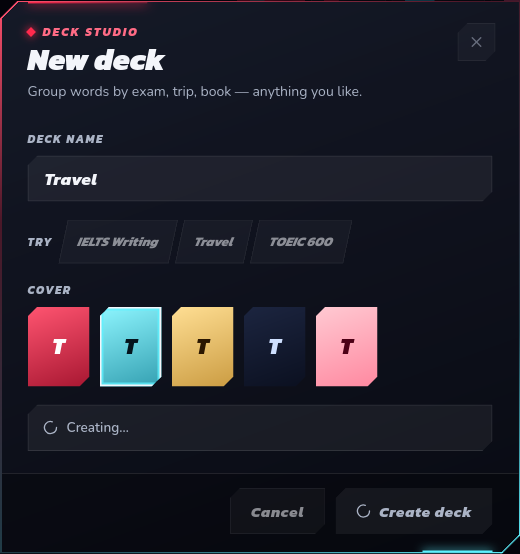 DECK STUDIO
New deck
Group words by exam, trip, book — anything you like.
DECK NAME
Travel
TRY IELTS Writing Travel TOEIC 600
COVER
T T T T T
Creating...
Cancel Create deck